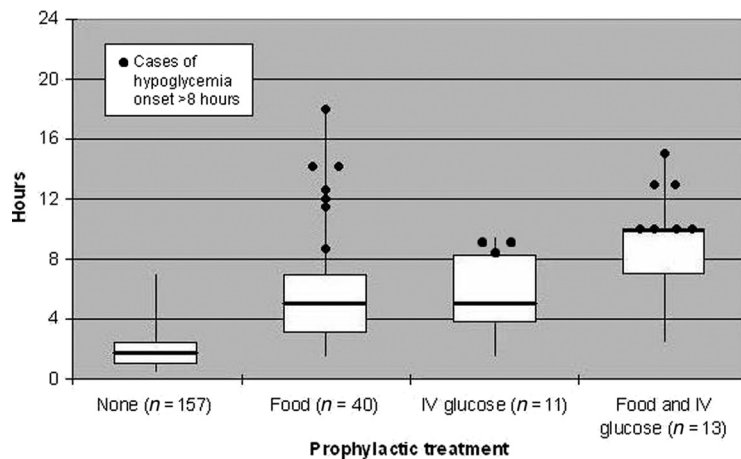 24
20
16
12
8
4
0
Hours
Cases of
hypoglycemia
onset >8 hours
None (n = 157)
Food (n = 40)
IV glucose (n = 11)
Food and IV
glucose (n = 13)
Prophylactic treatment